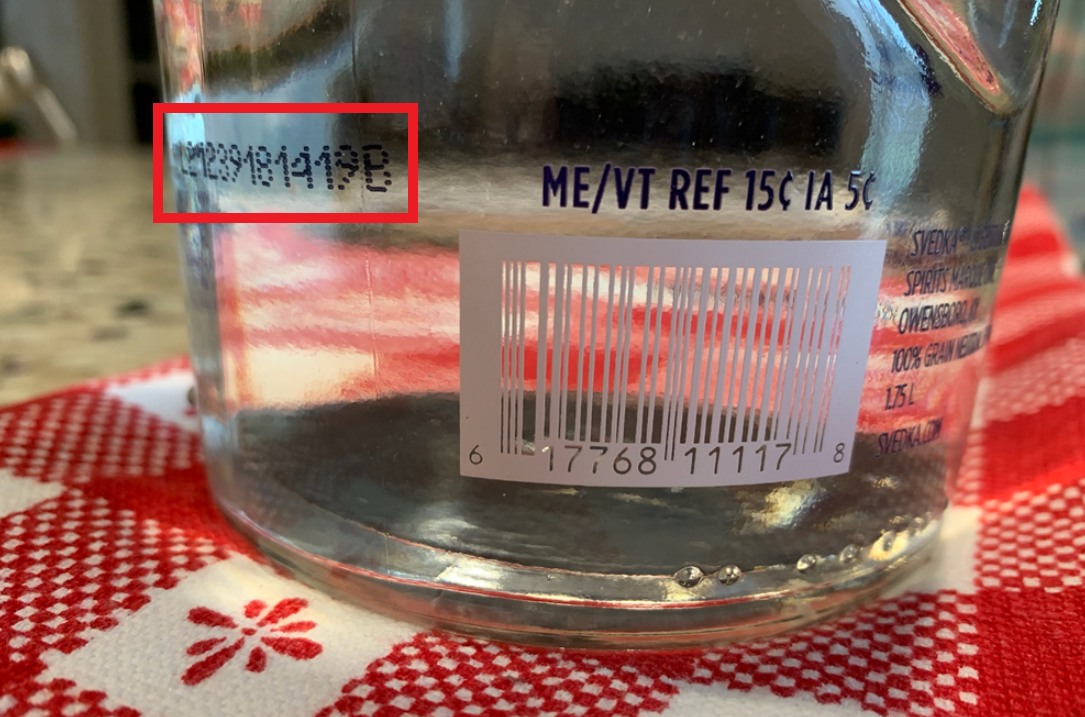 1239181419B
ME/VT REF 15¢ IA 5¢
SVEDKA
SPIRITS
OWENSBORO, KY
100% GRAIN
1.75 L
SVEDKA.COM
6 17768 11117 8